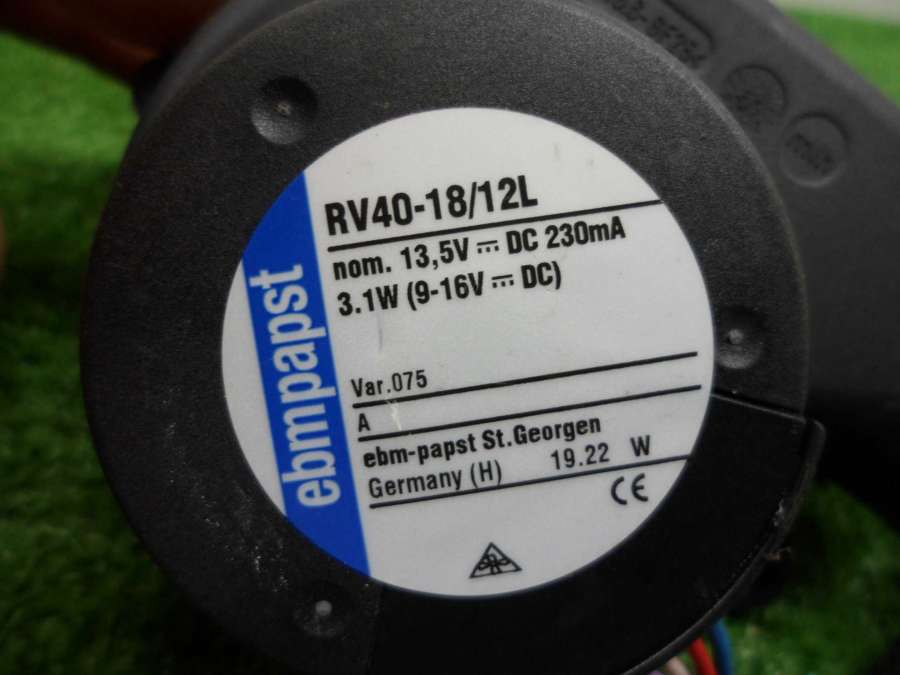 ebmpapst
RV40-18/12L
nom. 13,5V ⎓ DC 230mA
3.1W (9-16V ⎓ DC)
Var.075
A
ebm-papst St.Georgen
Germany (H) 19.22 W
CE